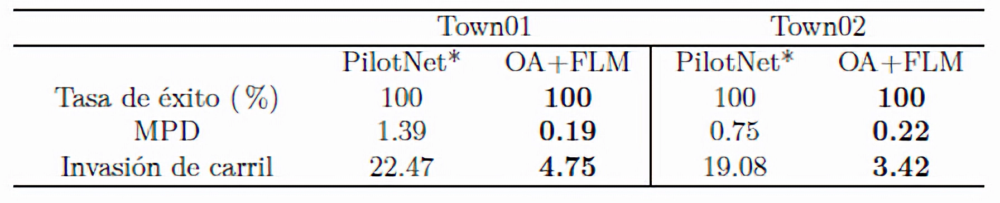 Town01 Town02
PilotNet* OA+FLM PilotNet* OA+FLM
Tasa de éxito (%) 100 100 100 100
MPD 1.39 0.19 0.75 0.22
Invasión de carril 22.47 4.75 19.08 3.42